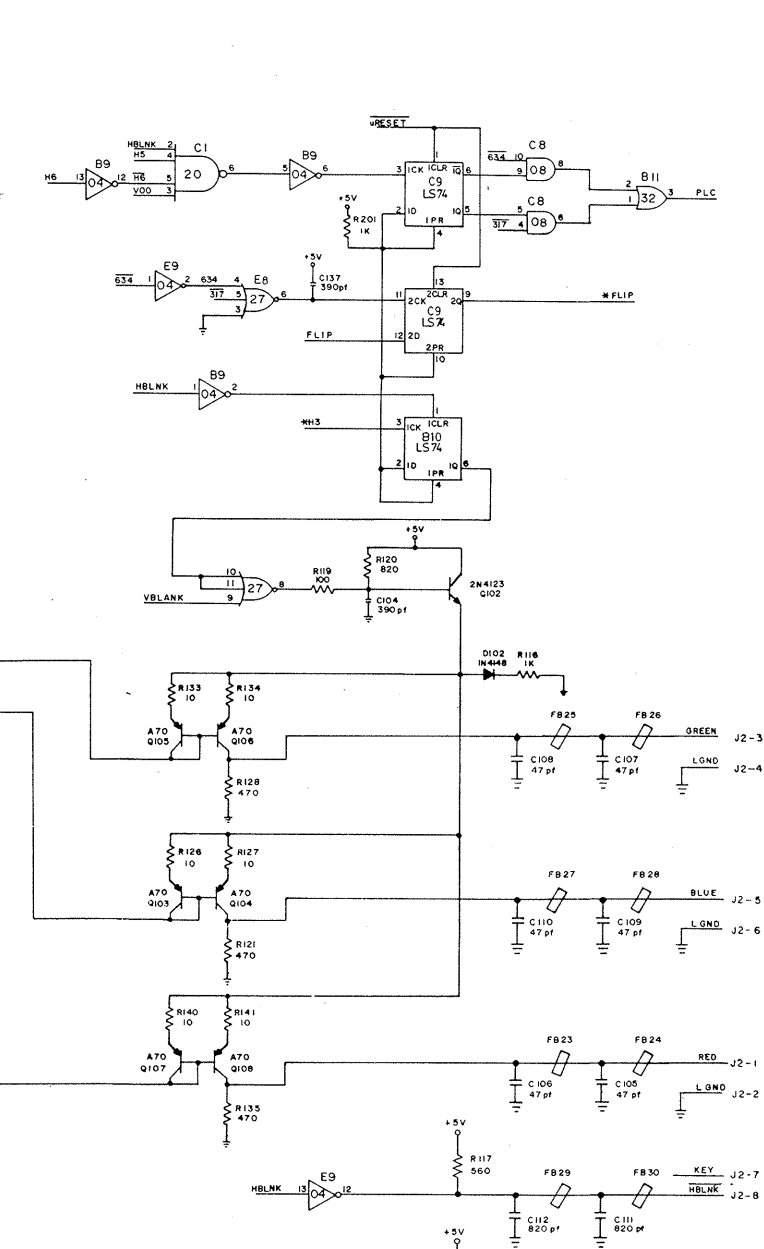 uRESET
HBLNK 2
C1
H5 4
H6 13 B9 04 12 H6 5
20 6
VOO 3
5 B9 04 6
3 1CK 1 1CLR 1Q 6
C9
LS74
2 1D 1PR 1Q 5
4
+5V
R201
1K
634 10 C8
9 08 8
C8
5
317 4 08 6
B11
2
1 32 3 PLC
+5V
C137
390pf
634 1 E9 04 2 634 4 E8
317 5 27 6
3
13
11 2CK 2CLR 2Q 9 *FLIP
C9
LS74
FLIP 12 2D
2PR
10
HBLNK 1 B9 04 2
1
*H3 3 1CK 1CLR
B10
LS74
2 1D 1Q 6
1PR
4
+5V
R120
820
10
11 27 8
VBLANK 9
R119
100
C104
390pf
2N4123
Q102
D102
1N4148
R116
1K
R133
10
R134
10
A70
Q105
A70
Q106
R128
470
FB25
FB26
C108
47pf
C107
47pf
GREEN J2-3
LGND J2-4
R126
10
R127
10
A70
Q103
A70
Q104
R121
470
FB27
FB28
C110
47pf
C109
47pf
BLUE J2-5
LGND J2-6
R140
10
R141
10
A70
Q107
A70
Q108
R135
470
FB23
FB24
C106
47pf
C105
47pf
RED J2-1
LGND J2-2
+5V
R117
560
HBLNK 13 E9 04 12
FB29
FB30
KEY J2-7
HBLNK J2-8
C112
820pf
C111
820pf
+5V